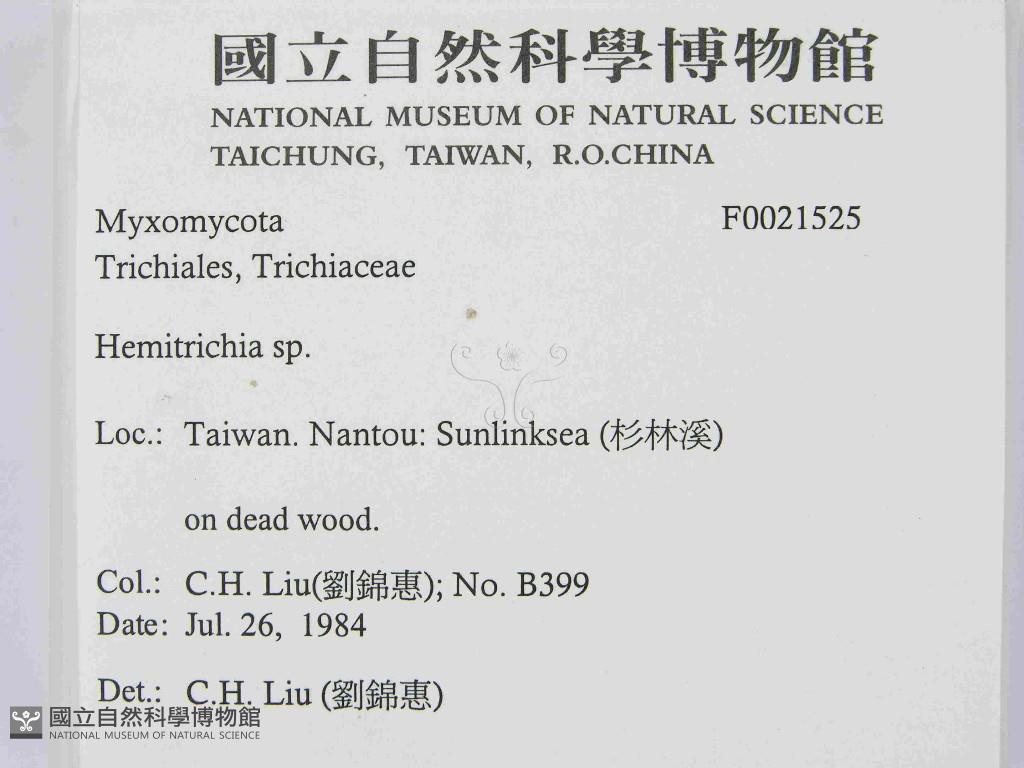 國立自然科學博物館
NATIONAL MUSEUM OF NATURAL SCIENCE
TAICHUNG, TAIWAN, R.O.CHINA
Myxomycota F0021525
Trichiales, Trichiaceae
Hemitrichia sp.
Loc.: Taiwan. Nantou: Sunlinksea (杉林溪)
on dead wood.
Col.: C.H. Liu(劉錦惠); No. B399
Date: Jul. 26, 1984
Det.: C.H. Liu (劉錦惠)
國立自然科學博物館
NATIONAL MUSEUM OF NATURAL SCIENCE